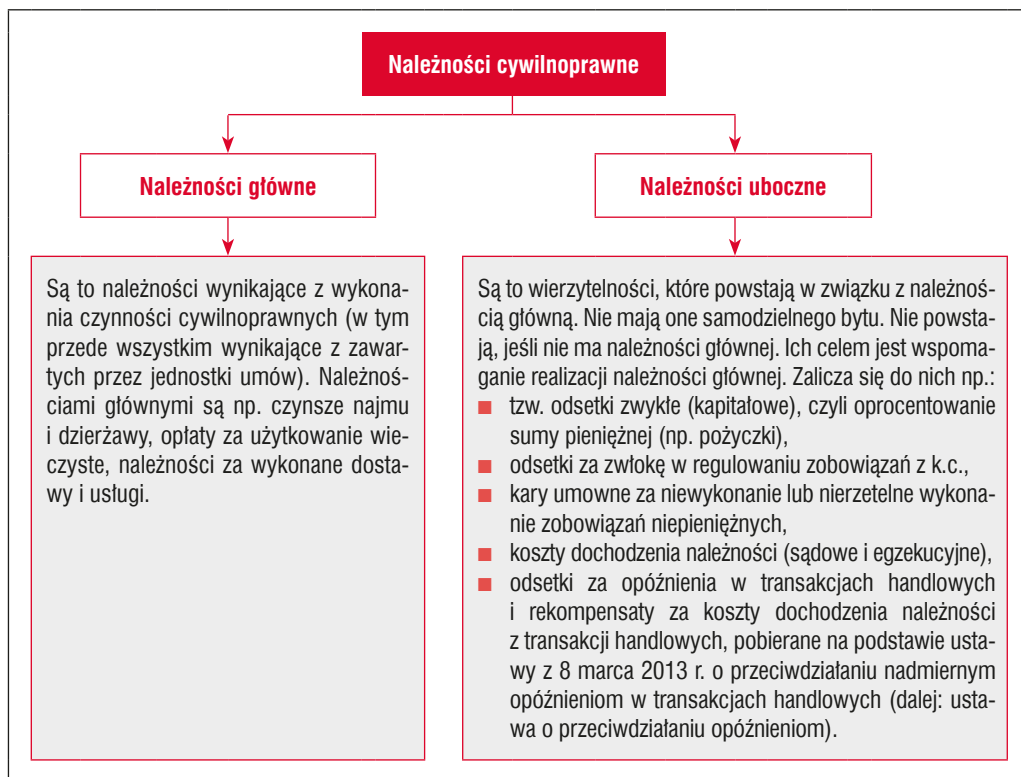 Należności cywilnoprawne
Należności główne
Są to należności wynikające z wykona-
nia czynności cywilnoprawnych (w tym
przede wszystkim wynikające z zawar-
tych przez jednostki umów). Należnoś-
ciami głównymi są np. czynsze najmu
i dzierżawy, opłaty za użytkowanie wie-
czyste, należności za wykonane dosta-
wy i usługi.
Należności uboczne
Są to wierzytelności, które powstają w związku z należnoś-
cią główną. Nie mają one samodzielnego bytu. Nie powsta-
ją, jeśli nie ma należności głównej. Ich celem jest wspoma-
ganie realizacji należności głównej. Zalicza się do nich np.:
■ tzw. odsetki zwykłe (kapitałowe), czyli oprocentowanie
sumy pieniężnej (np. pożyczki),
■ odsetki za zwłokę w regulowaniu zobowiązań z k.c.,
■ kary umowne za niewykonanie lub nierzetelne wykona-
nie zobowiązań niepieniężnych,
■ koszty dochodzenia należności (sądowe i egzekucyjne),
■ odsetki za opóźnienia w transakcjach handlowych
i rekompensaty za koszty dochodzenia należności
z transakcji handlowych, pobierane na podstawie usta-
wy z 8 marca 2013 r. o przeciwdziałaniu nadmiernym
opóźnieniom w transakcjach handlowych (dalej: usta-
wa o przeciwdziałaniu opóźnieniom).